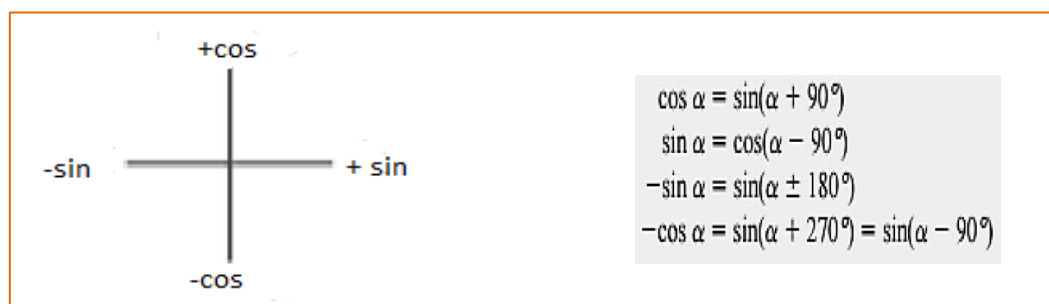 +cos
-sin
+ sin
-cos
cos α = sin(α + 90°)
sin α = cos(α − 90°)
−sin α = sin(α ± 180°)
−cos α = sin(α + 270°) = sin(α − 90°)